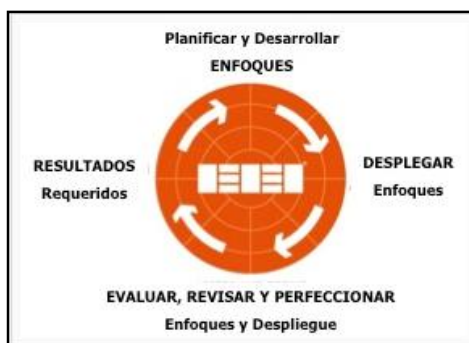 Planificar y Desarrollar
ENFOQUES
RESULTADOS
Requeridos
DESPLEGAR
Enfoques
EVALUAR, REVISAR Y PERFECCIONAR
Enfoques y Despliegue